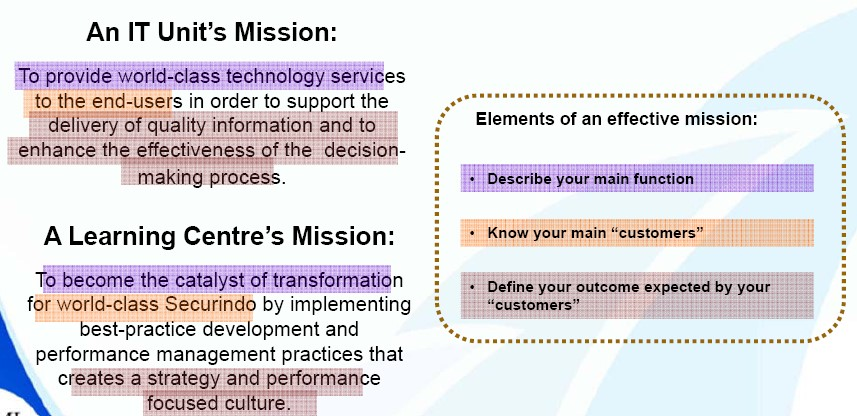 An IT Unit's Mission:
To provide world-class technology services
to the end-users in order to support the
delivery of quality information and to
enhance the effectiveness of the decision-
making process.
A Learning Centre's Mission:
To become the catalyst of transformation
for world-class Securindo by implementing
best-practice development and
performance management practices that
creates a strategy and performance
focused culture.
Elements of an effective mission:
• Describe your main function
• Know your main “customers”
• Define your outcome expected by your
“customers”